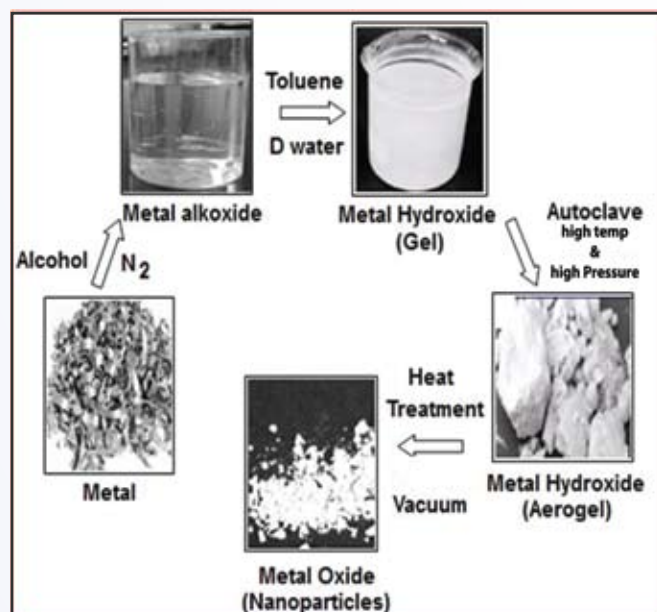 Metal
Alcohol
N2
Metal alkoxide
Toluene
D water
Metal Hydroxide
(Gel)
Autoclave
high temp
&
high Pressure
Metal Hydroxide
(Aerogel)
Heat
Treatment
Vacuum
Metal Oxide
(Nanoparticles)